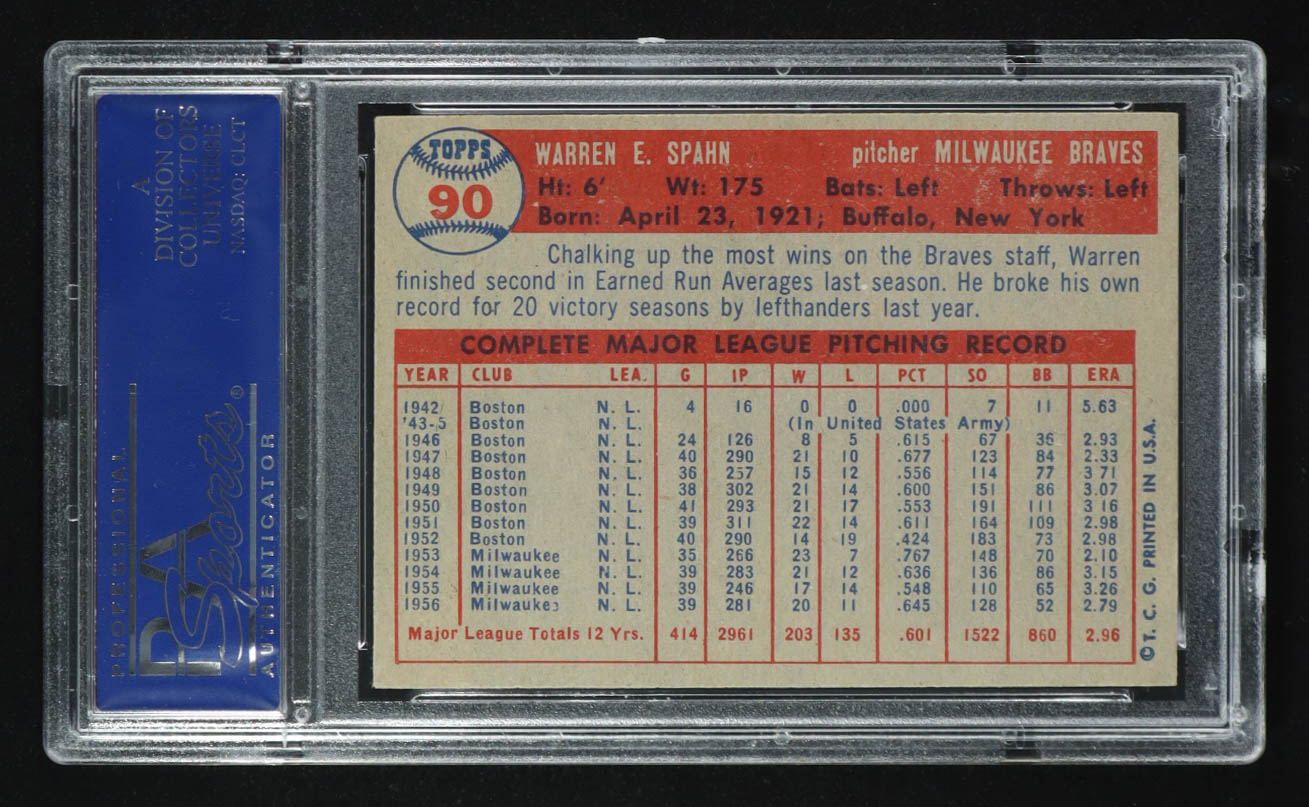 A
DIVISION OF
COLLECTORS
UNIVERSE
NASDAQ: CLCT
PROFESSIONAL
PSA
Sports®
AUTHENTICATOR
TOPPS
90
WARREN E. SPAHN pitcher MILWAUKEE BRAVES
Ht: 6' Wt: 175 Bats: Left Throws: Left
Born: April 23, 1921; Buffalo, New York
Chalking up the most wins on the Braves staff, Warren
finished second in Earned Run Averages last season. He broke his own
record for 20 victory seasons by lefthanders last year.
COMPLETE MAJOR LEAGUE PITCHING RECORD
YEAR CLUB LEA. G IP W L PCT SO BB ERA
1942 Boston N. L. 4 16 0 0 .000 7 11 5.63
'43-5 Boston N. L. (In United States Army)
1946 Boston N. L. 24 126 8 5 .615 67 36 2.93
1947 Boston N. L. 40 290 21 10 .677 123 84 2.33
1948 Boston N. L. 36 257 15 12 .556 114 77 3.71
1949 Boston N. L. 38 302 21 14 .600 151 86 3.07
1950 Boston N. L. 41 293 21 17 .553 191 111 3.16
1951 Boston N. L. 39 311 22 14 .611 164 109 2.98
1952 Boston N. L. 40 290 14 19 .424 183 73 2.98
1953 Milwaukee N. L. 35 266 23 7 .767 148 70 2.10
1954 Milwaukee N. L. 39 283 21 12 .636 136 86 3.15
1955 Milwaukee N. L. 39 246 17 14 .548 110 65 3.26
1956 Milwaukee N. L. 39 281 20 11 .645 128 52 2.79
Major League Totals 12 Yrs. 414 2961 203 135 .601 1522 860 2.96
© T. C. G. PRINTED IN U.S.A.